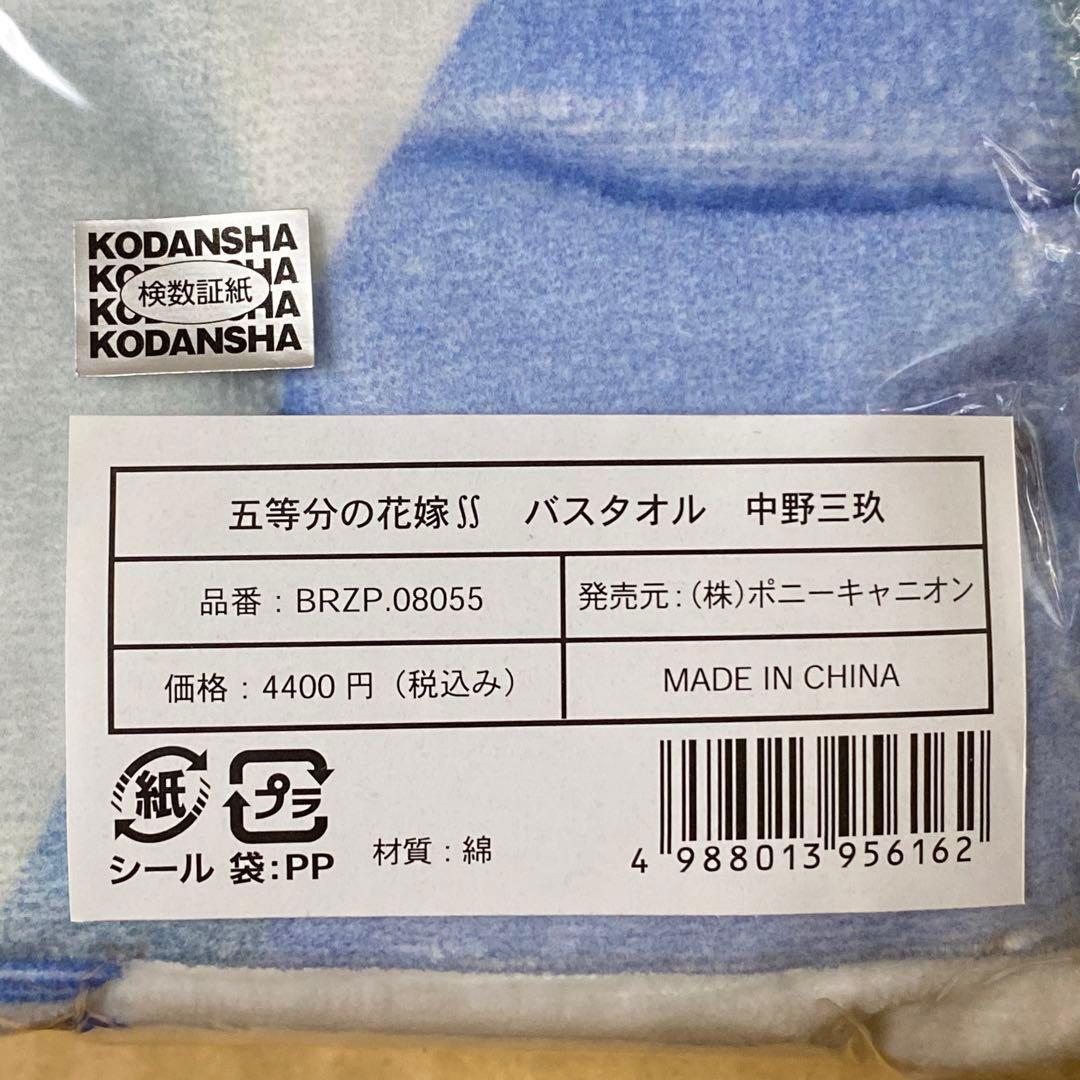 KODANSHA
KODANSHA
検数証紙
KODANSHA
KODANSHA
五等分の花嫁∬ バスタオル 中野三玖
品番：BRZP.08055
発売元：（株）ポニーキャニオン
価格：4400円（税込み）
MADE IN CHINA
紙
プラ
シール 袋：PP
材質：綿
4 988013 956162